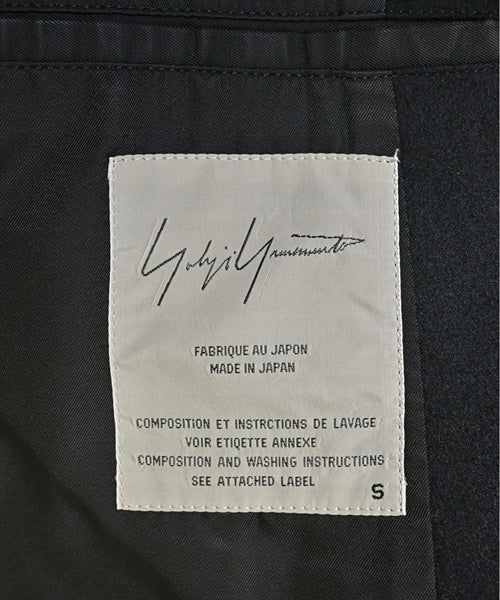 Yohji Yamamoto
FABRIQUE AU JAPON
MADE IN JAPAN
COMPOSITION ET INSTRCTIONS DE LAVAGE
VOIR ETIQETTE ANNEXE
COMPOSITION AND WASHING INSTRUCTIONS
SEE ATTACHED LABEL
S